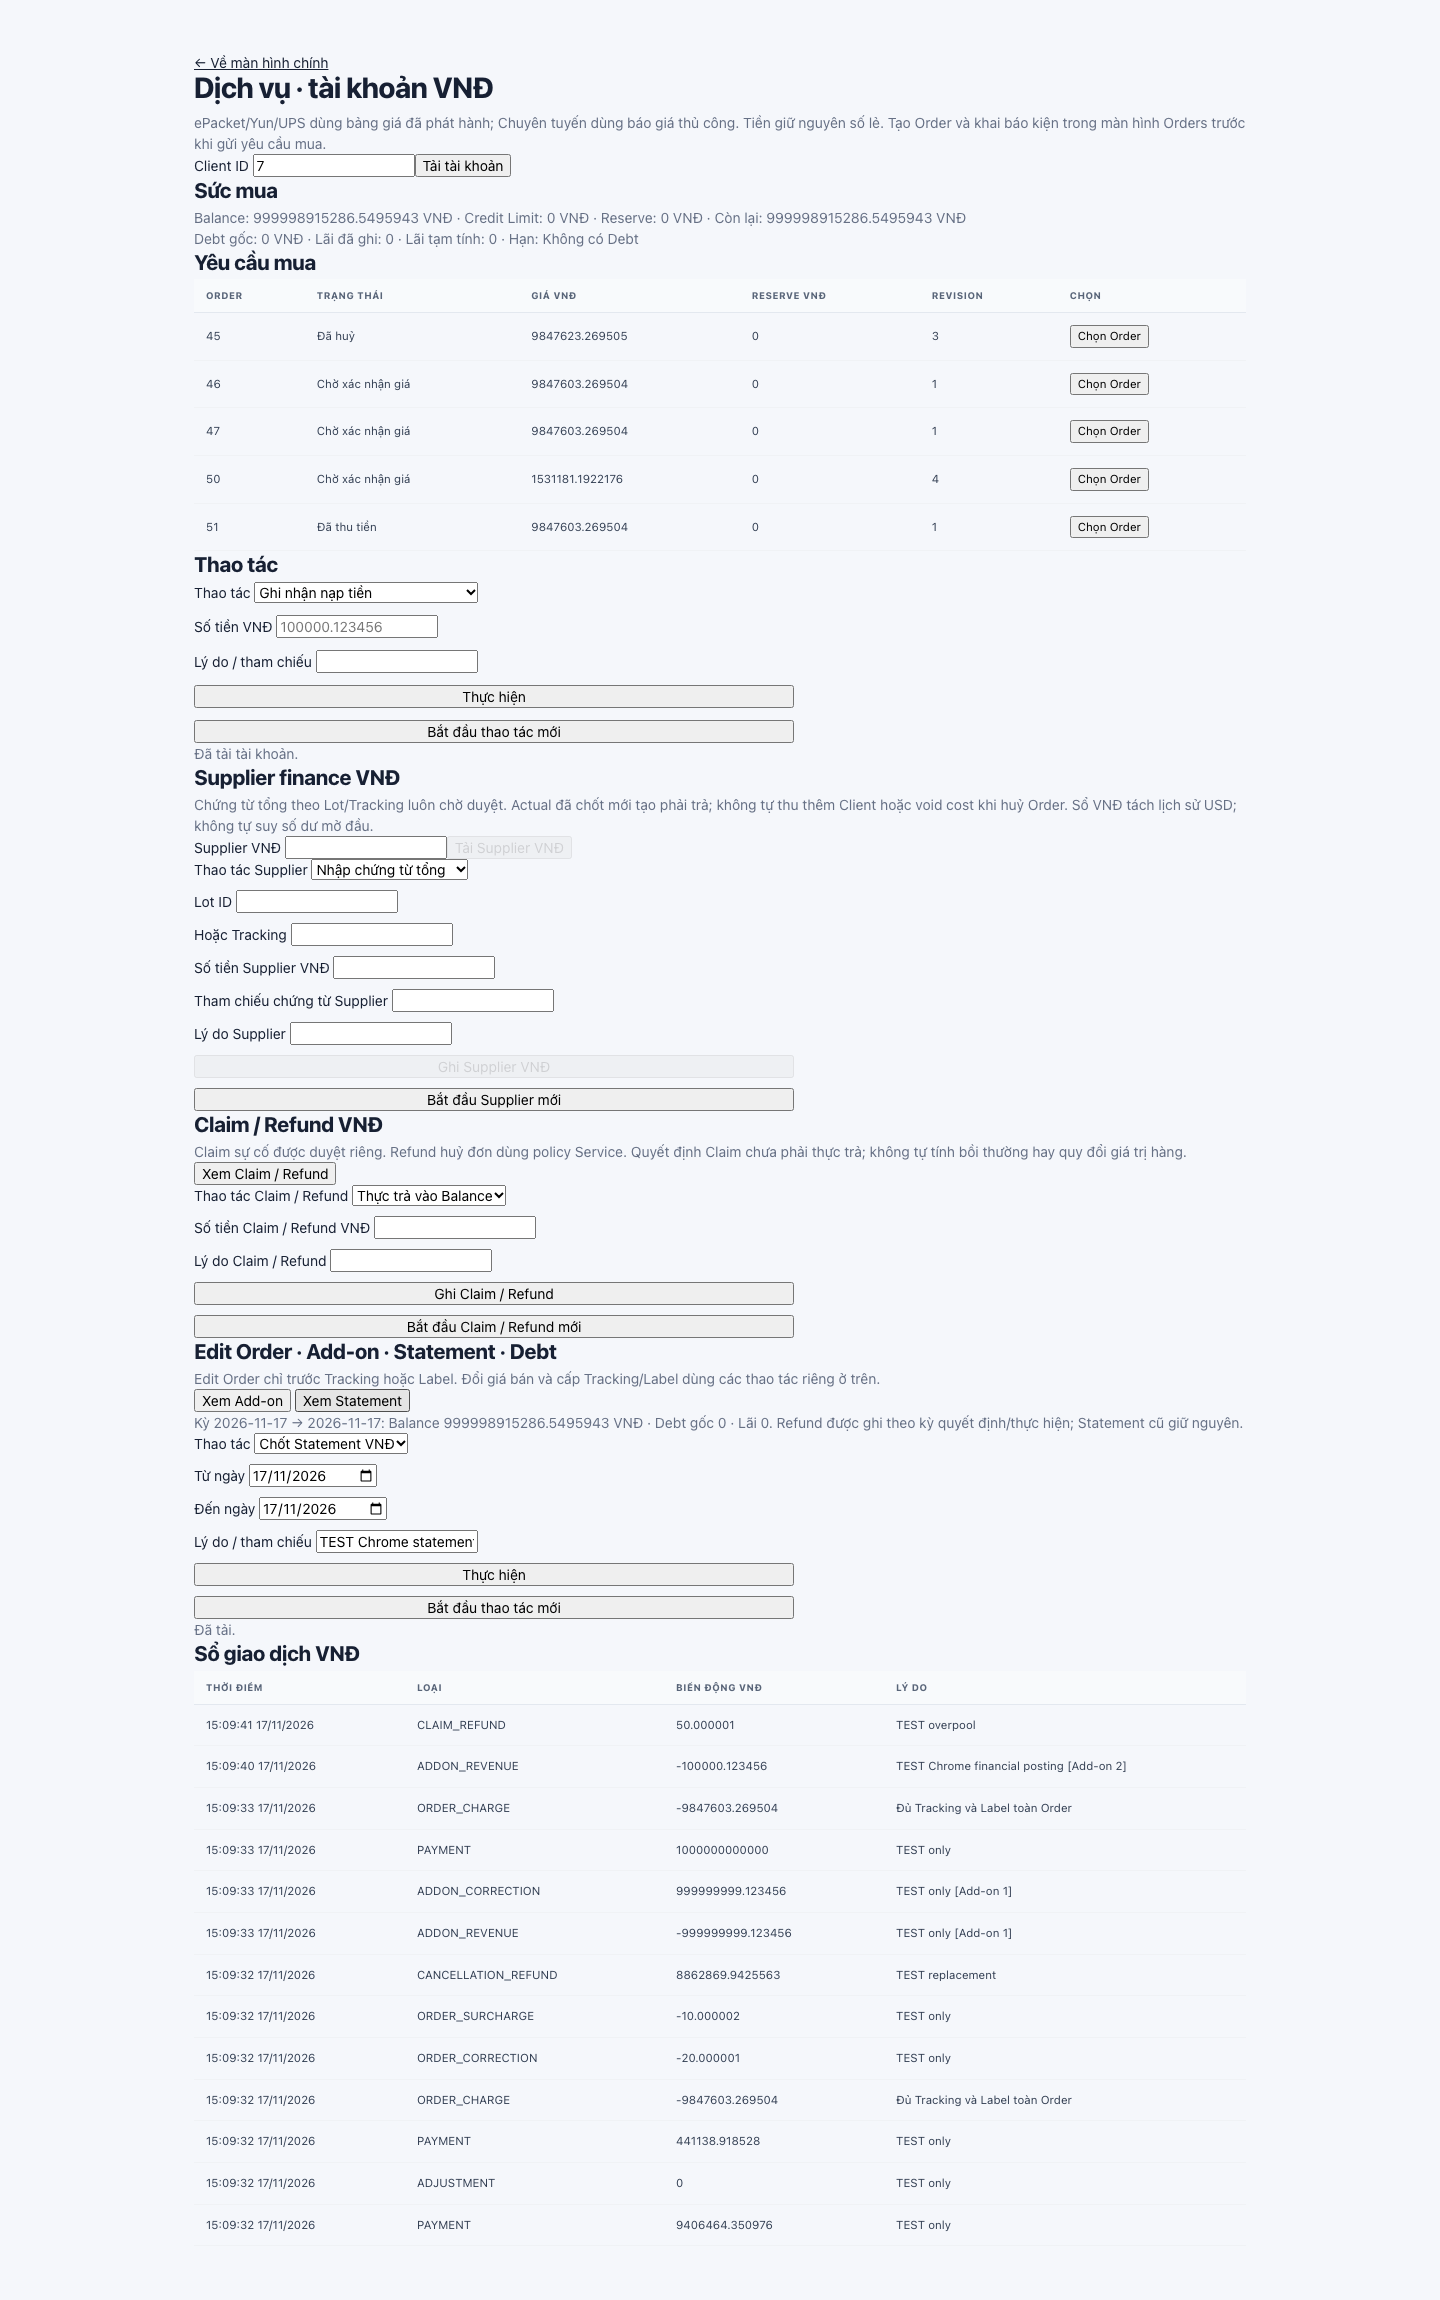 ← Về màn hình chính
Dịch vụ · tài khoản VNĐ
ePacket/Yun/UPS dùng bảng giá đã phát hành; Chuyên tuyến dùng báo giá thủ công. Tiền giữ nguyên số lẻ. Tạo Order và khai báo kiện trong màn hình Orders trước
khi gửi yêu cầu mua.
Client ID 7 Tải tài khoản
Sức mua
Balance: 999998915286.5495943 VNĐ · Credit Limit: 0 VNĐ · Reserve: 0 VNĐ · Còn lại: 999998915286.5495943 VNĐ
Debt gốc: 0 VNĐ · Lãi đã ghi: 0 · Lãi tạm tính: 0 · Hạn: Không có Debt
Yêu cầu mua
ORDER TRẠNG THÁI GIÁ VNĐ RESERVE VNĐ REVISION CHỌN
45 Đã huỷ 9847623.269505 0 3 Chọn Order
46 Chờ xác nhận giá 9847603.269504 0 1 Chọn Order
47 Chờ xác nhận giá 9847603.269504 0 1 Chọn Order
50 Chờ xác nhận giá 1531181.1922176 0 4 Chọn Order
51 Đã thu tiền 9847603.269504 0 1 Chọn Order
Thao tác
Thao tác Ghi nhận nạp tiền
Số tiền VNĐ 100000.123456
Lý do / tham chiếu
Thực hiện
Bắt đầu thao tác mới
Đã tải tài khoản.
Supplier finance VNĐ
Chứng từ tổng theo Lot/Tracking luôn chờ duyệt. Actual đã chốt mới tạo phải trả; không tự thu thêm Client hoặc void cost khi huỷ Order. Sổ VNĐ tách lịch sử USD;
không tự suy số dư mở đầu.
Supplier VNĐ Tải Supplier VNĐ
Thao tác Supplier Nhập chứng từ tổng
Lot ID
Hoặc Tracking
Số tiền Supplier VNĐ
Tham chiếu chứng từ Supplier
Lý do Supplier
Ghi Supplier VNĐ
Bắt đầu Supplier mới
Claim / Refund VNĐ
Claim sự cố được duyệt riêng. Refund huỷ đơn dùng policy Service. Quyết định Claim chưa phải thực trả; không tự tính bồi thường hay quy đổi giá trị hàng.
Xem Claim / Refund
Thao tác Claim / Refund Thực trả vào Balance
Số tiền Claim / Refund VNĐ
Lý do Claim / Refund
Ghi Claim / Refund
Bắt đầu Claim / Refund mới
Edit Order · Add-on · Statement · Debt
Edit Order chỉ trước Tracking hoặc Label. Đổi giá bán và cấp Tracking/Label dùng các thao tác riêng ở trên.
Xem Add-on Xem Statement
Kỳ 2026-11-17 → 2026-11-17: Balance 999998915286.5495943 VNĐ · Debt gốc 0 · Lãi 0. Refund được ghi theo kỳ quyết định/thực hiện; Statement cũ giữ nguyên.
Thao tác Chốt Statement VNĐ
Từ ngày 17/11/2026
Đến ngày 17/11/2026
Lý do / tham chiếu TEST Chrome statement
Thực hiện
Bắt đầu thao tác mới
Đã tải.
Sổ giao dịch VNĐ
THỜI ĐIỂM LOẠI BIẾN ĐỘNG VNĐ LÝ DO
15:09:41 17/11/2026 CLAIM_REFUND 50.000001 TEST overpool
15:09:40 17/11/2026 ADDON_REVENUE -100000.123456 TEST Chrome financial posting [Add-on 2]
15:09:33 17/11/2026 ORDER_CHARGE -9847603.269504 Đủ Tracking và Label toàn Order
15:09:33 17/11/2026 PAYMENT 1000000000000 TEST only
15:09:33 17/11/2026 ADDON_CORRECTION 999999999.123456 TEST only [Add-on 1]
15:09:33 17/11/2026 ADDON_REVENUE -999999999.123456 TEST only [Add-on 1]
15:09:32 17/11/2026 CANCELLATION_REFUND 8862869.9425563 TEST replacement
15:09:32 17/11/2026 ORDER_SURCHARGE -10.000002 TEST only
15:09:32 17/11/2026 ORDER_CORRECTION -20.000001 TEST only
15:09:32 17/11/2026 ORDER_CHARGE -9847603.269504 Đủ Tracking và Label toàn Order
15:09:32 17/11/2026 PAYMENT 441138.918528 TEST only
15:09:32 17/11/2026 ADJUSTMENT 0 TEST only
15:09:32 17/11/2026 PAYMENT 9406464.350976 TEST only